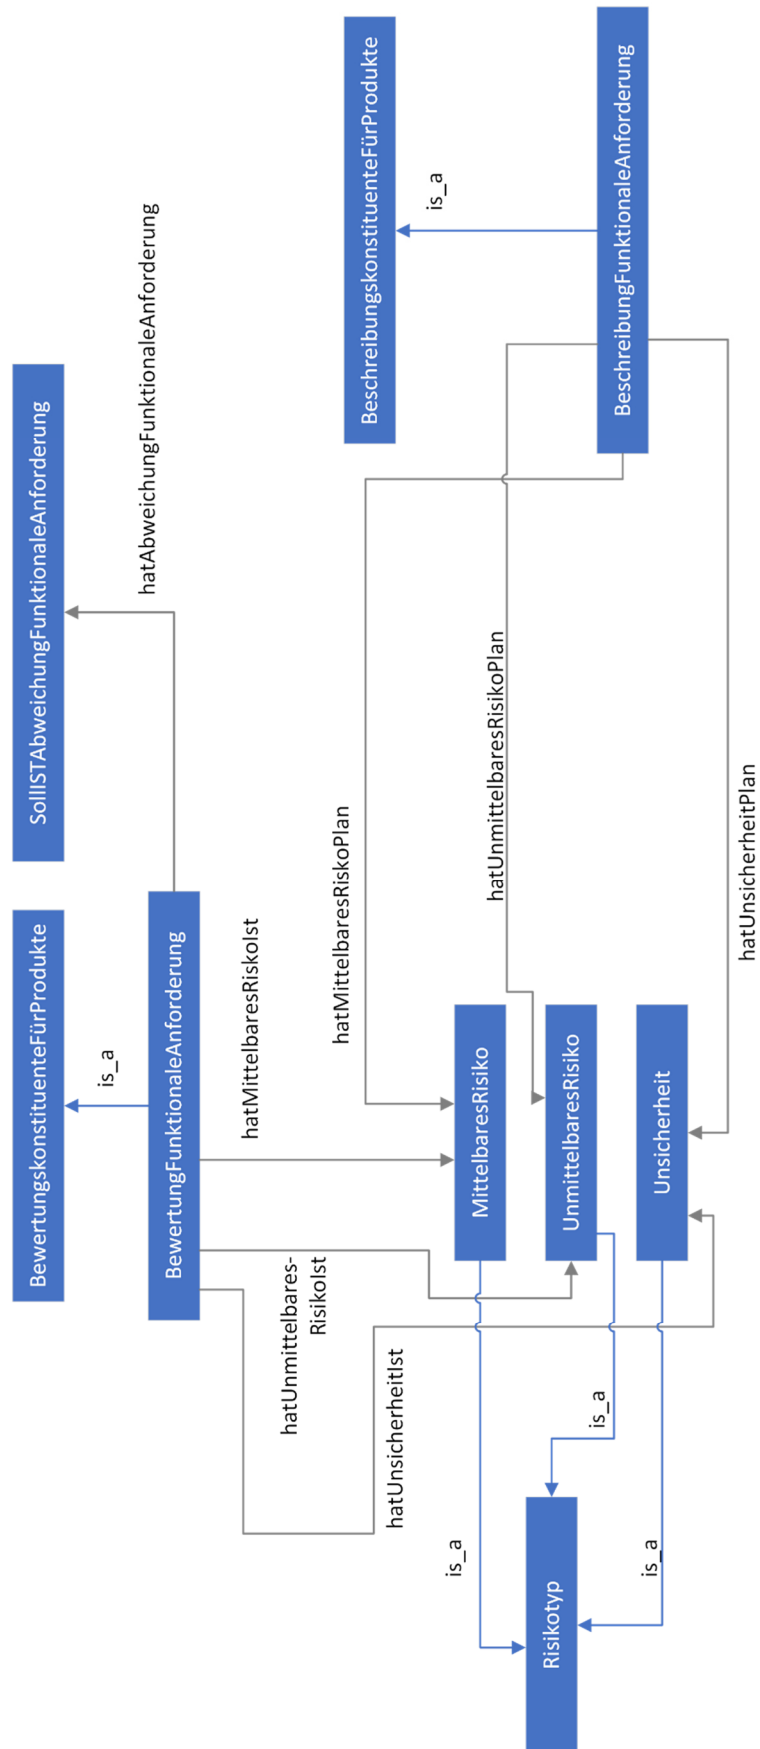 BewertungskonstituenteFürProdukte
SollISTAbweichungFunktionaleAnforderung
is_a
hatAbweichungFunktionaleAnforderung
BewertungFunktionaleAnforderung
hatMittelbaresRiskoIst
hatUnmittelbares-
RisikoIst
hatMittelbaresRiskoPlan
BeschreibungskonstituenteFürProdukte
hatUnsicherheitIst
is_a
is_a
MittelbaresRisiko
hatUnmittelbaresRisikoPlan
Risikotyp
UnmittelbaresRisiko
is_a
BeschreibungFunktionaleAnforderung
is_a
Unsicherheit
hatUnsicherheitPlan